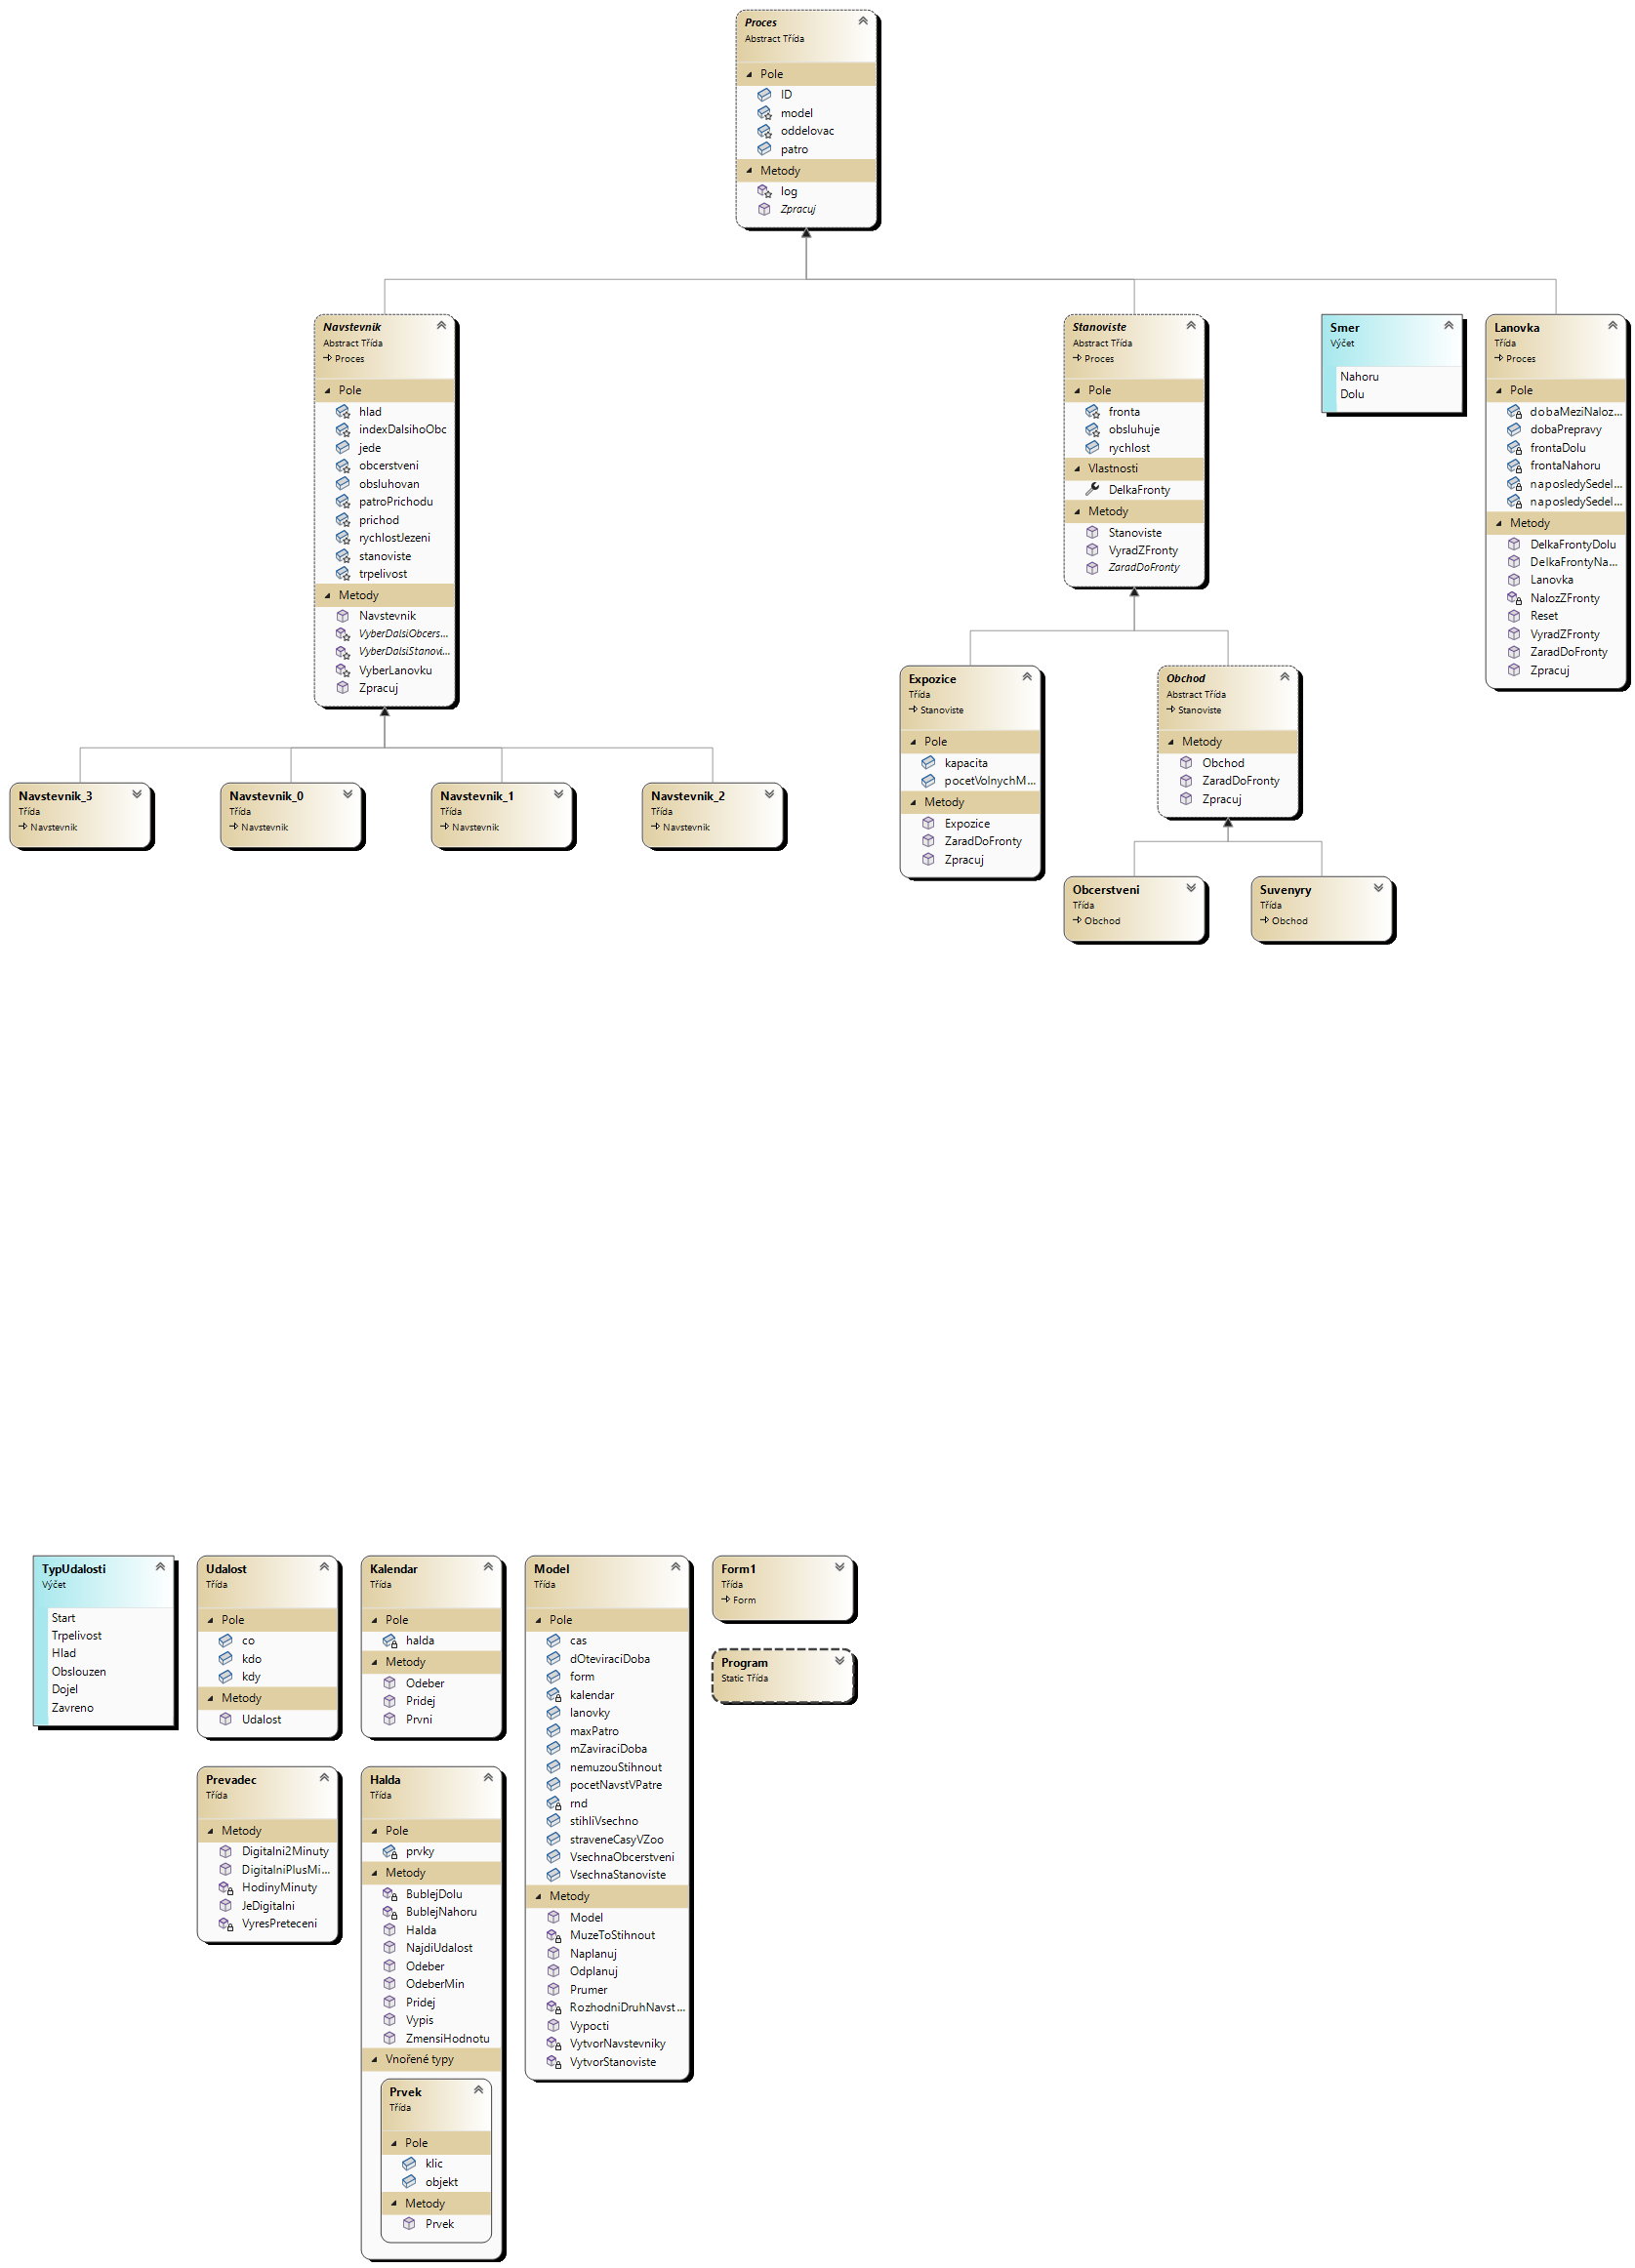 Proces
Abstract Třída
Pole
ID
model
oddelovac
patro
Metody
log
Zpracuj
Navstevnik
Abstract Třída
Proces
Pole
hlad
indexDalsihoObc
jede
obcerstveni
obsluhovan
patroPrichodu
prichod
rychlostJezeni
stanoviste
trpelivost
Metody
Navstevnik
VyberDalsiObcers...
VyberDalsiStanovi...
VyberLanovku
Zpracuj
Stanoviste
Abstract Třída
Proces
Pole
fronta
obsluhuje
rychlost
Vlastnosti
DelkaFronty
Metody
Stanoviste
VyradZFronty
ZaradDoFronty
Smer
Výčet
Nahoru
Dolu
Lanovka
Třída
Proces
Pole
dobaMeziNaloz...
dobaPrepravy
frontaDolu
frontaNahoru
naposledySedel...
naposledySedel...
Metody
DelkaFrontyDolu
DelkaFrontyNa...
Lanovka
NalozZFronty
Reset
VyradZFronty
ZaradDoFronty
Zpracuj
Expozice
Třída
Stanoviste
Pole
kapacita
pocetVolnychM...
Metody
Expozice
ZaradDoFronty
Zpracuj
Obchod
Abstract Třída
Stanoviste
Metody
Obchod
ZaradDoFronty
Zpracuj
Navstevnik_3
Třída
Navstevnik
Navstevnik_0
Třída
Navstevnik
Navstevnik_1
Třída
Navstevnik
Navstevnik_2
Třída
Navstevnik
Obcerstveni
Třída
Obchod
Suvenyry
Třída
Obchod
TypUdalosti
Výčet
Start
Trpelivost
Hlad
Obslouzen
Dojel
Zavreno
Udalost
Třída
Pole
co
kdo
kdy
Metody
Udalost
Kalendar
Třída
Pole
halda
Metody
Odeber
Pridej
Prvni
Model
Třída
Pole
cas
dOteviraciDoba
form
kalendar
lanovky
maxPatro
mZaviraciDoba
nemuzouStihnout
pocetNavstVPatre
rnd
stihliVsechno
straveneCasyVZoo
VsechnaObcerstveni
VsechnaStanoviste
Metody
Model
MuzeToStihnout
Naplanuj
Odplanuj
Prumer
RozhodniDruhNavst...
Vypocti
VytvorNavstevniky
VytvorStanoviste
Form1
Třída
Form
Program
Static Třída
Prevadec
Třída
Metody
Digitalni2Minuty
DigitalniPlusMi...
HodinyMinuty
JeDigitalni
VyresPreteceni
Halda
Třída
Pole
prvky
Metody
BublejDolu
BublejNahoru
Halda
NajdiUdalost
Odeber
OdeberMin
Pridej
Vypis
ZmensiHodnotu
Vnořené typy
Prvek
Třída
Pole
klic
objekt
Metody
Prvek